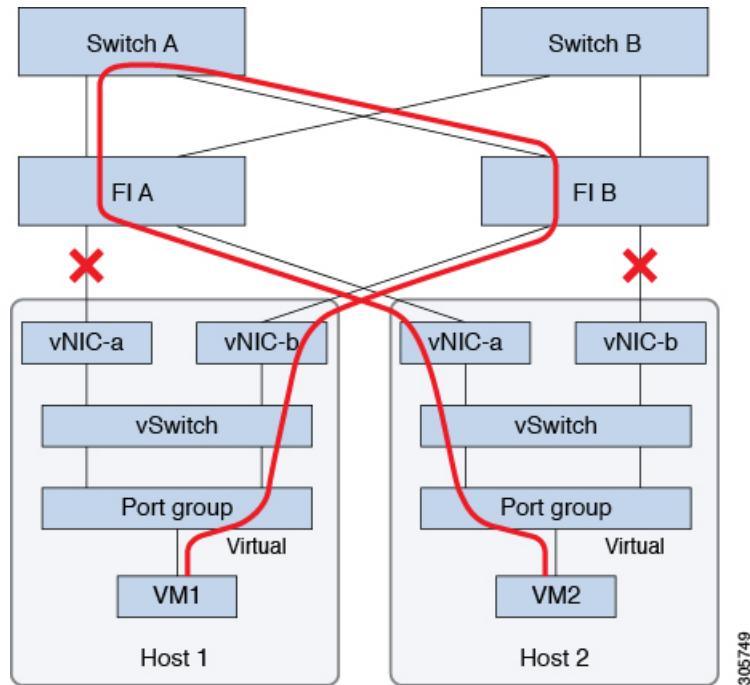 Switch A
Switch B
FI A
FI B
vNIC-a
vNIC-b
vNIC-a
vNIC-b
vSwitch
vSwitch
Port group
Port group
Virtual
Virtual
VM1
VM2
Host 1
Host 2
305749